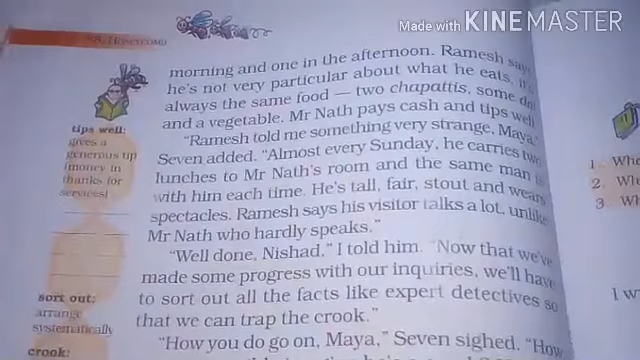 Made with KINEMASTER
HONEYCOMB
morning and one in the afternoon. Ramesh says
he's not very particular about what he eats, it's
always the same food — two chapattis, some dal
and a vegetable. Mr Nath pays cash and tips well.
"Ramesh told me something very strange, Maya,"
Seven added. "Almost every Sunday, he carries two
lunches to Mr Nath's room and the same man is
with him each time. He's tall, fair, stout and wears
spectacles. Ramesh says his visitor talks a lot, unlike
Mr Nath who hardly speaks."
"Well done, Nishad," I told him. "Now that we've
made some progress with our inquiries, we'll have
to sort out all the facts like expert detectives so
that we can trap the crook."
"How you do go on, Maya," Seven sighed. "How
tips well:
gives a
generous tip
(money in
thanks for
services)
sort out:
arrange
systematically
crook:
1.
2.
3
I w